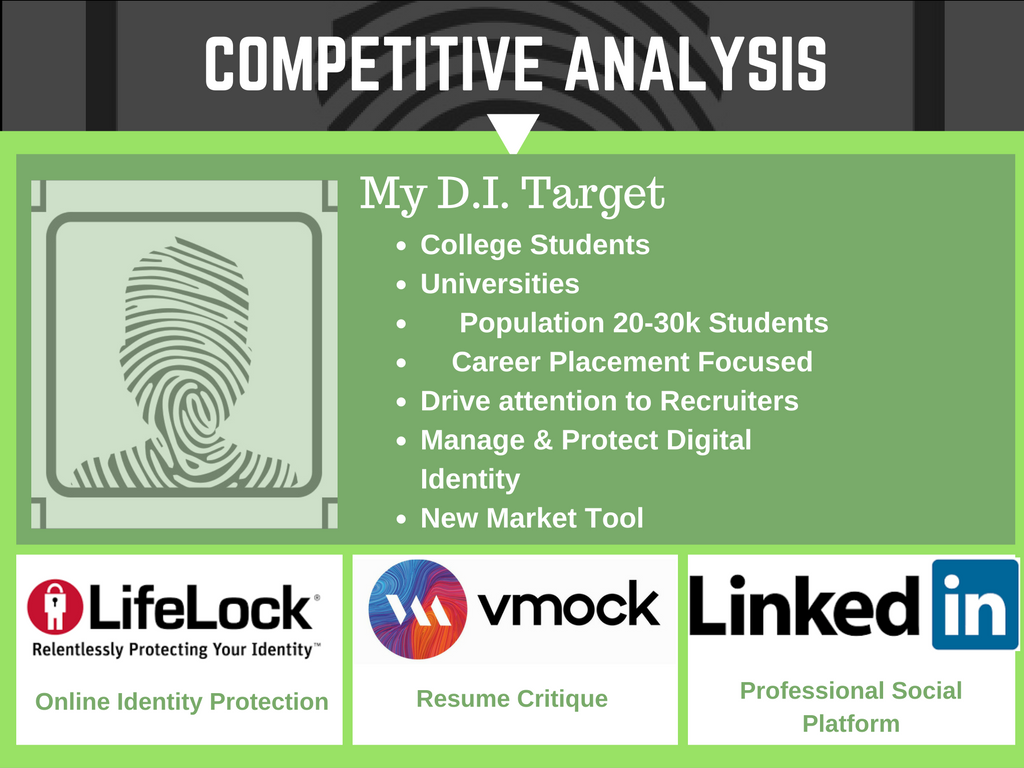 COMPETITIVE ANALYSIS
My D.I. Target
• College Students
• Universities
• Population 20-30k Students
• Career Placement Focused
• Drive attention to Recruiters
• Manage & Protect Digital
Identity
• New Market Tool
LifeLock®
Relentlessly Protecting Your Identity™
Online Identity Protection
vmock
Resume Critique
Linked in
Professional Social
Platform